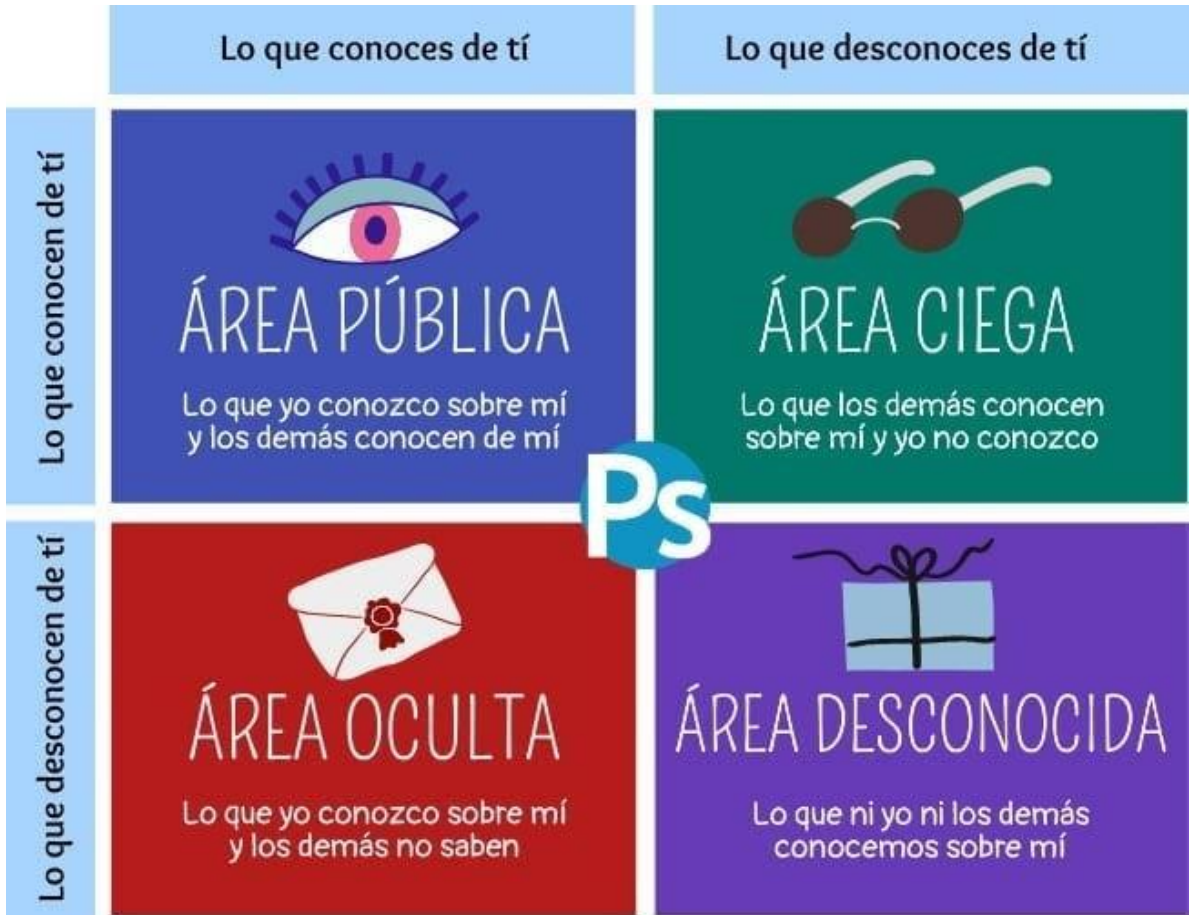 Lo que conoces de tí
Lo que desconoces de tí
Lo que conocen de tí
ÁREA PÚBLICA
Lo que yo conozco sobre mí
y los demás conocen de mí
ÁREA CIEGA
Lo que los demás conocen
sobre mí y yo no conozco
Ps
Lo que desconocen de tí
ÁREA OCULTA
Lo que yo conozco sobre mí
y los demás no saben
ÁREA DESCONOCIDA
Lo que ni yo ni los demás
conocemos sobre mí